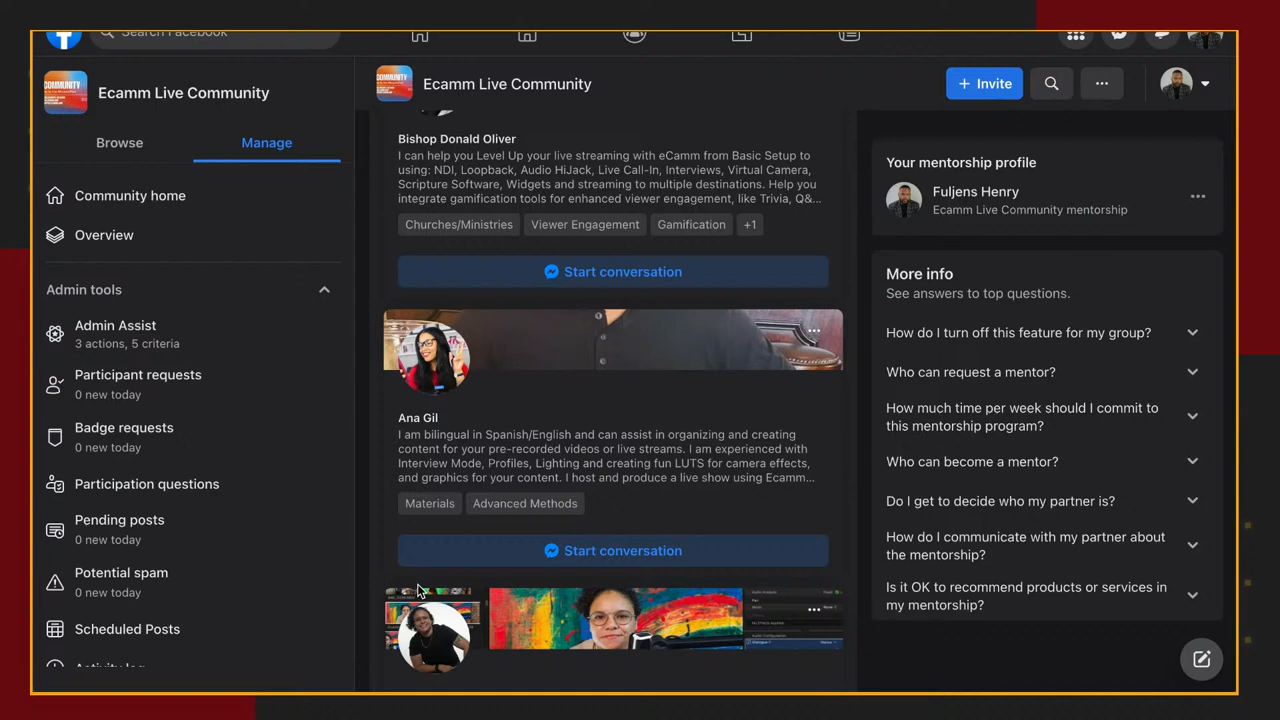 Search Facebook
Ecamm Live Community
Browse
Manage
Community home
Overview
Admin tools
Admin Assist
3 actions, 5 criteria
Participant requests
0 new today
Badge requests
0 new today
Participation questions
Pending posts
0 new today
Potential spam
0 new today
Scheduled Posts
Activity log
COMMUNITY
Ecamm Live Community
+ Invite
Bishop Donald Oliver
I can help you Level Up your live streaming with eCamm from Basic Setup to
using: NDI, Loopback, Audio HiJack, Live Call-In, Interviews, Virtual Camera,
Scripture Software, Widgets and streaming to multiple destinations. Help you
integrate gamification tools for enhanced viewer engagement, like Trivia, Q&...
Churches/Ministries
Viewer Engagement
Gamification
+1
Start conversation
Ana Gil
I am bilingual in Spanish/English and can assist in organizing and creating
content for your pre-recorded videos or live streams. I am experienced with
Interview Mode, Profiles, Lighting and creating fun LUTS for camera effects,
and graphics for your content. I host and produce a live show using Ecamm...
Materials
Advanced Methods
Start conversation
Your mentorship profile
Fuljens Henry
Ecamm Live Community mentorship
More info
See answers to top questions.
How do I turn off this feature for my group?
Who can request a mentor?
How much time per week should I commit to
this mentorship program?
Who can become a mentor?
Do I get to decide who my partner is?
How do I communicate with my partner about
the mentorship?
Is it OK to recommend products or services in
my mentorship?